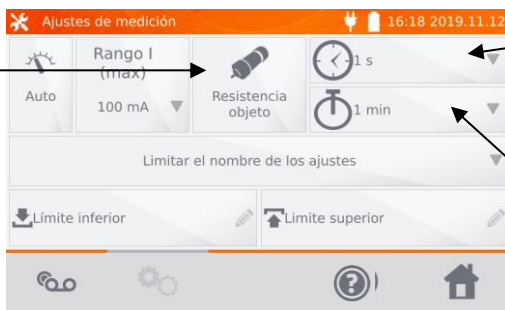 Ajustes de medición
16:18 2019.11.12
Auto
Rango I
(max)
100 mA
Resistencia
objeto
1 s
1 min
Limitar el nombre de los ajustes
Límite inferior
Limite superior